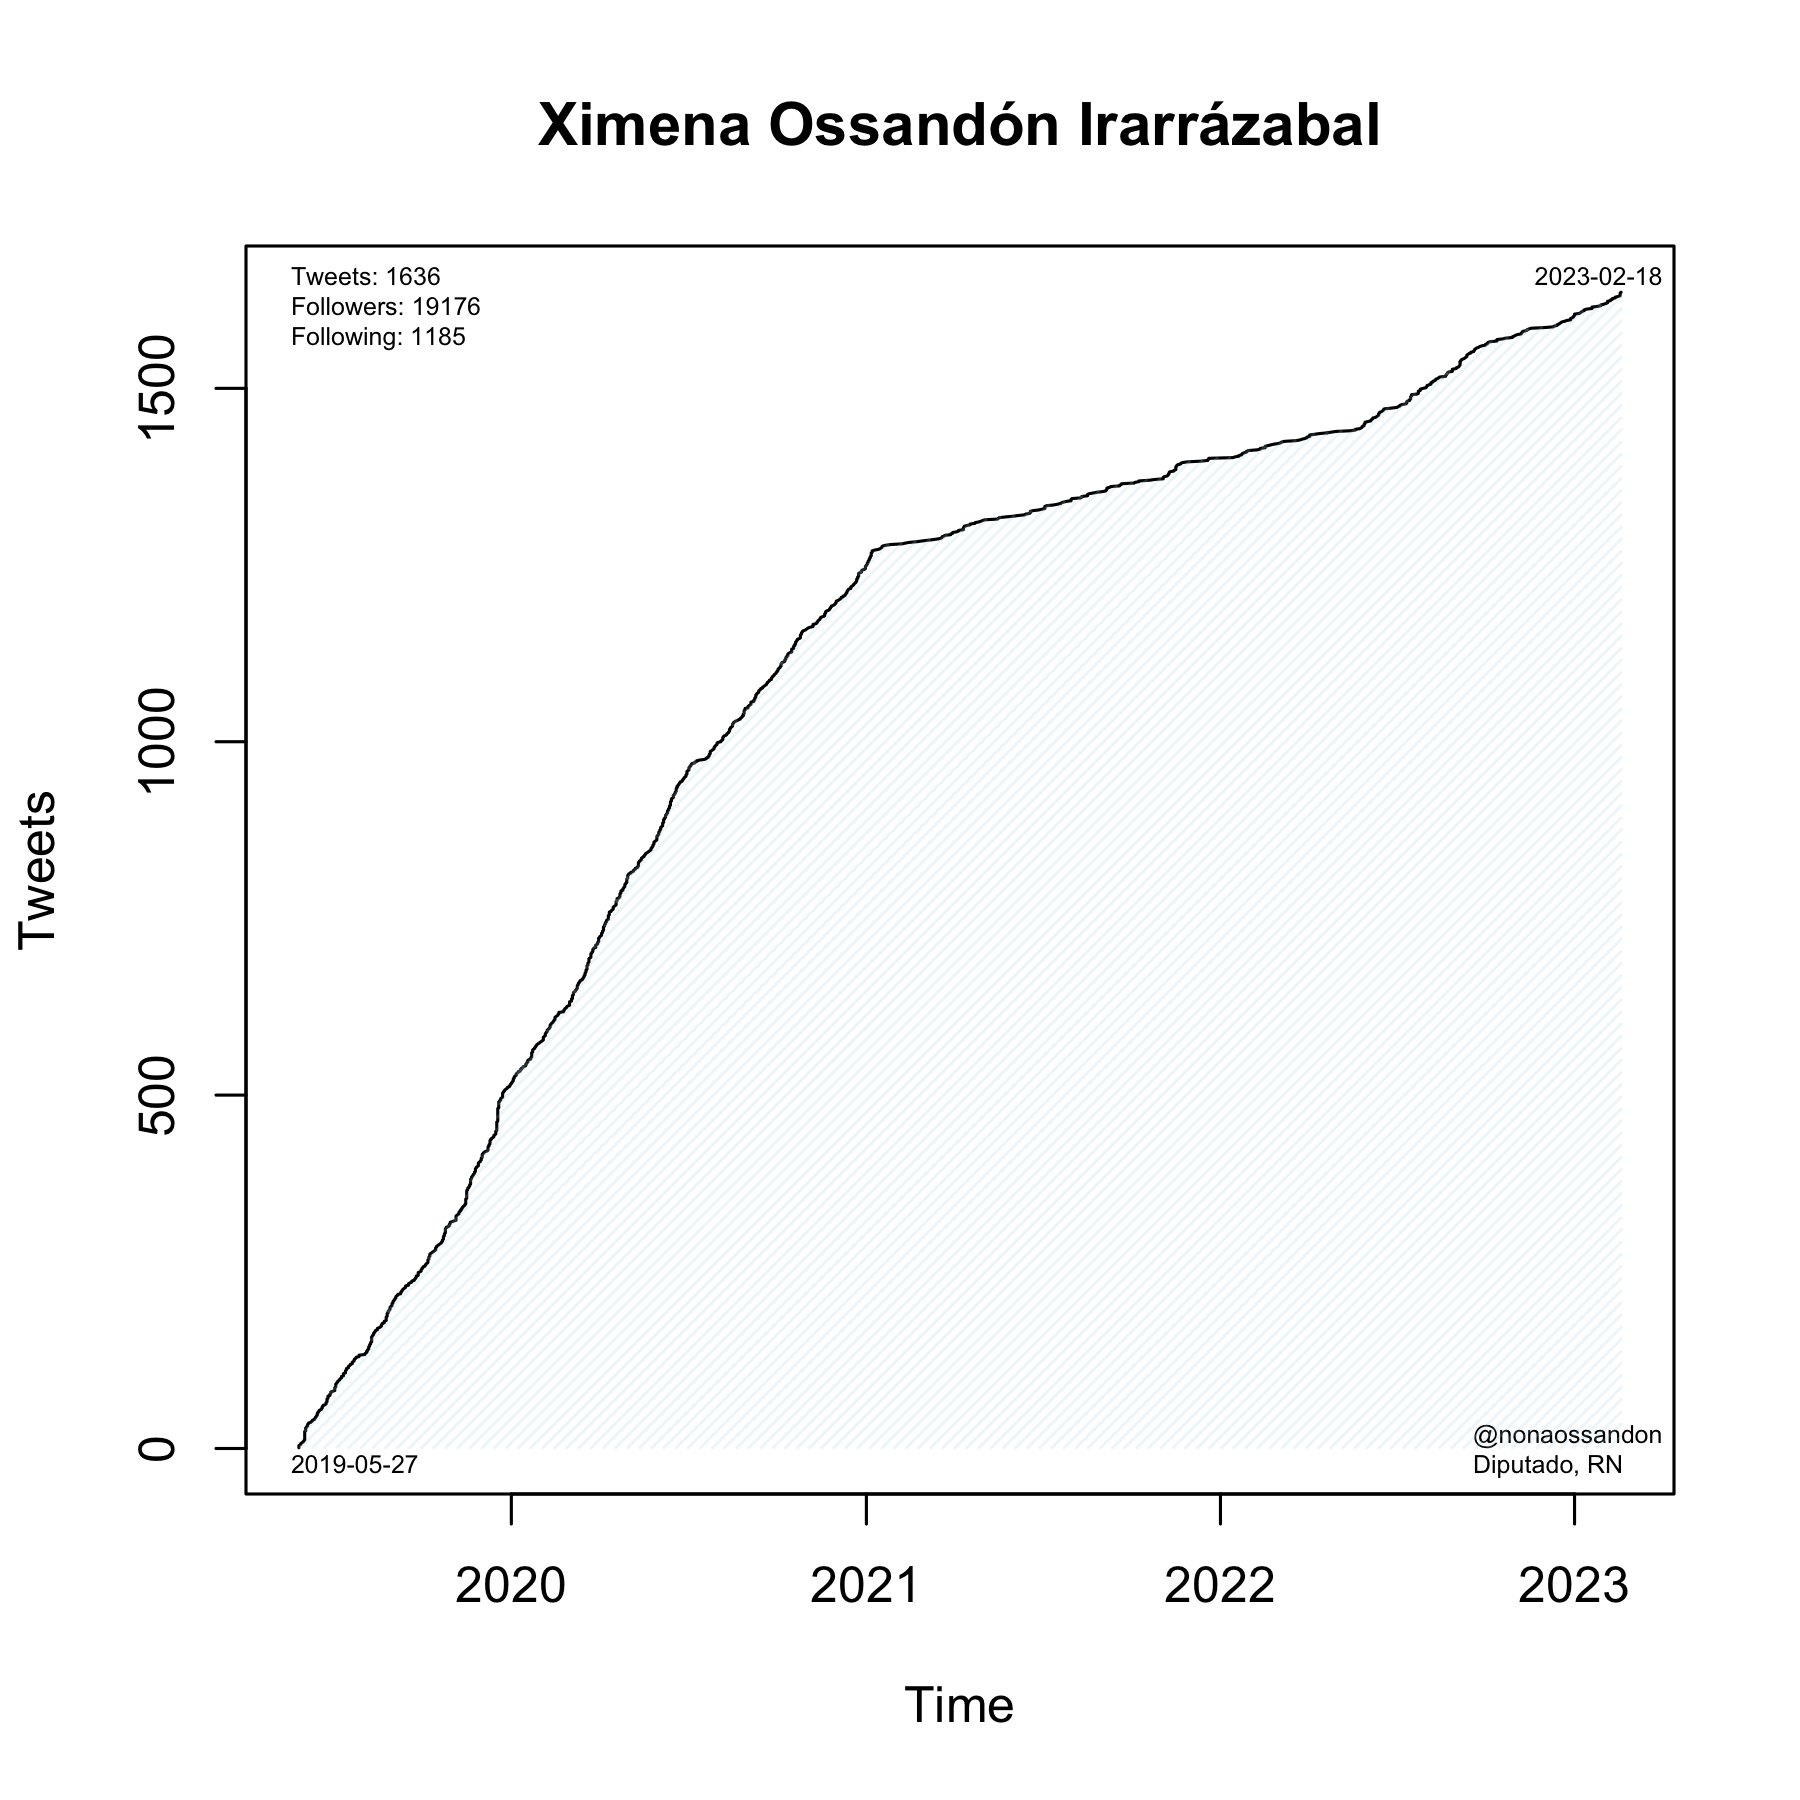 Ximena Ossandón Irarrázabal
Tweets: 1636
Followers: 19176
Following: 1185
2023-02-18
Tweets
1500
1000
500
0
2019-05-27
@nonaossandon
Diputado, RN
2020
2021
2022
2023
Time